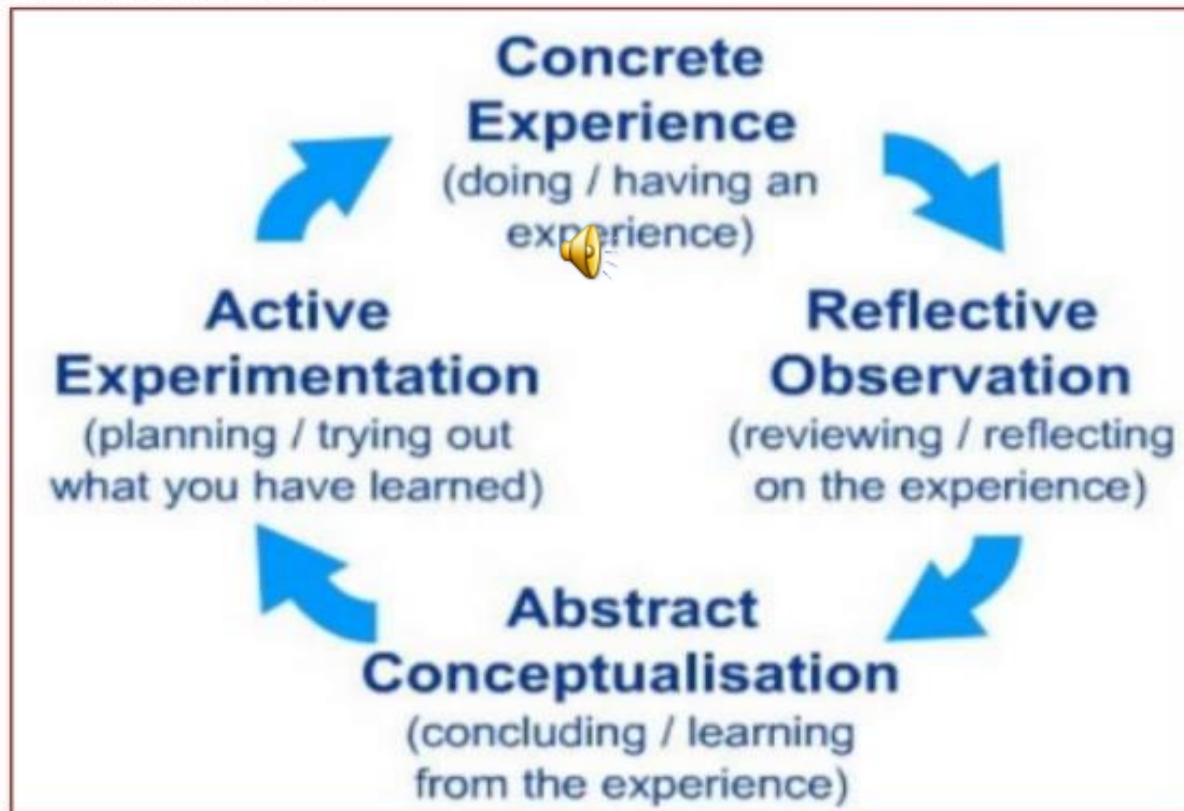 Concrete
Experience
(doing / having an
experience)
Reflective
Observation
(reviewing / reflecting
on the experience)
Abstract
Conceptualisation
(concluding / learning
from the experience)
Active
Experimentation
(planning / trying out
what you have learned)